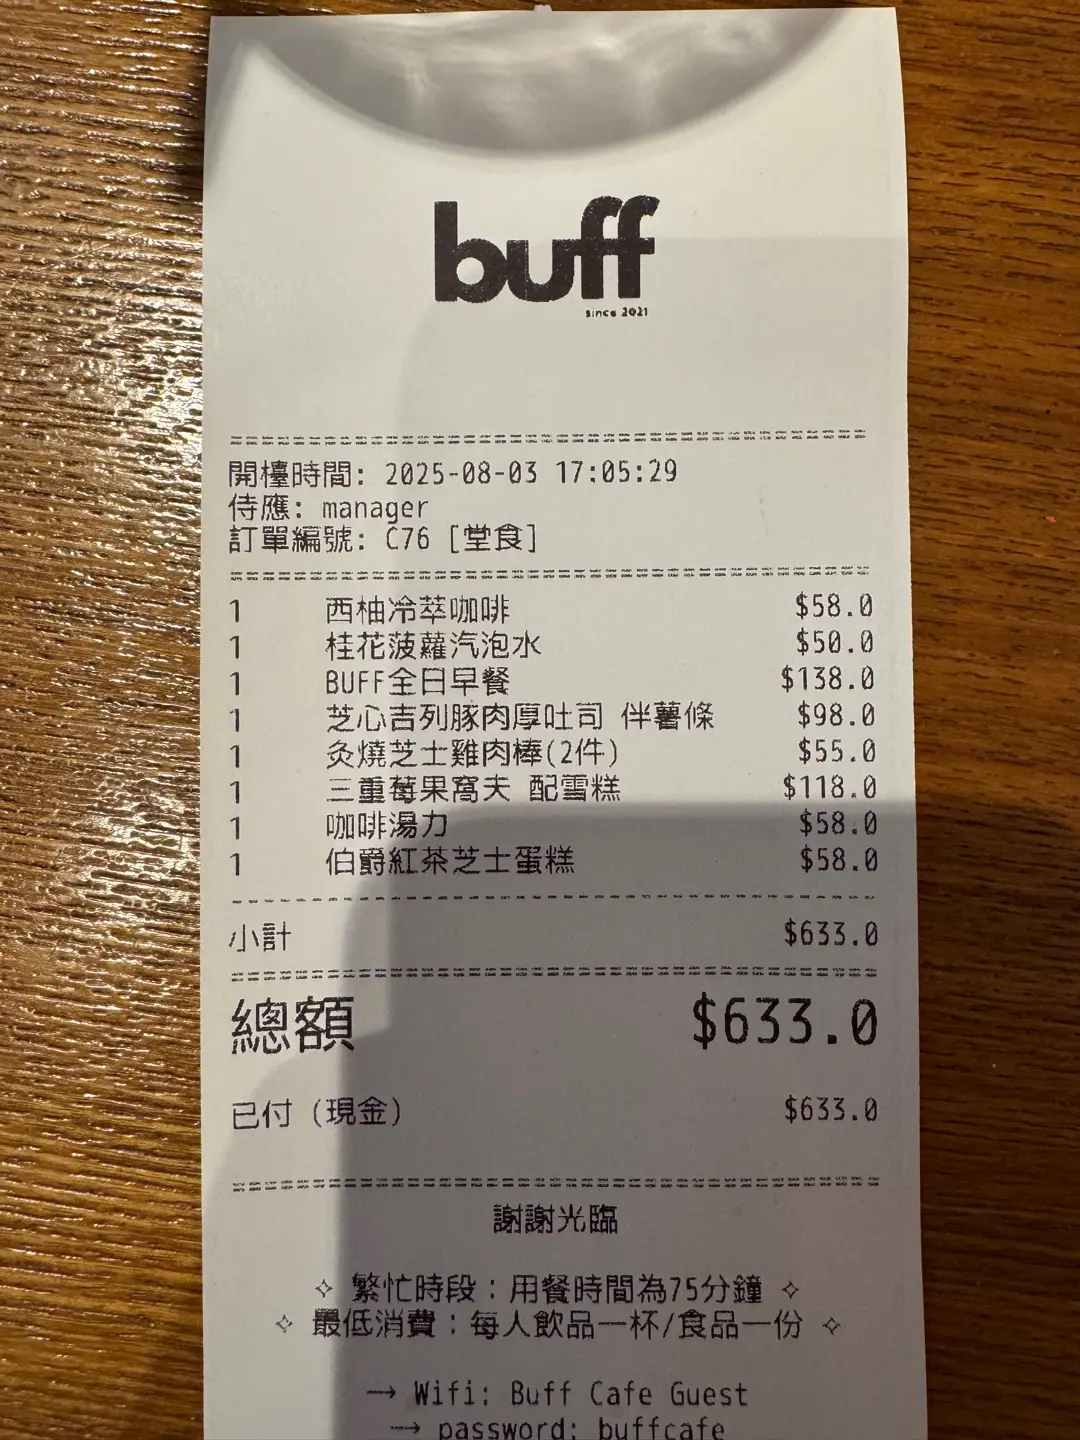 buff
since 2021
開檯時間: 2025-08-03 17:05:29
侍應: manager
訂單編號: C76 [堂食]
1 西柚冷萃咖啡 $58.0
1 桂花菠蘿汽泡水 $50.0
1 BUFF全日早餐 $138.0
1 芝心吉列豚肉厚吐司 伴薯條 $98.0
1 灸燒芝士雞肉棒(2件) $55.0
1 三重莓果窩夫 配雪糕 $118.0
1 咖啡湯力 $58.0
1 伯爵紅茶芝士蛋糕 $58.0
小計 $633.0
總額 $633.0
已付 (現金) $633.0
謝謝光臨
✧ 繁忙時段：用餐時間為75分鐘 ✧
✧ 最低消費：每人飲品一杯/食品一份 ✧
→ Wifi: Buff Cafe Guest
→ password: buffcafe